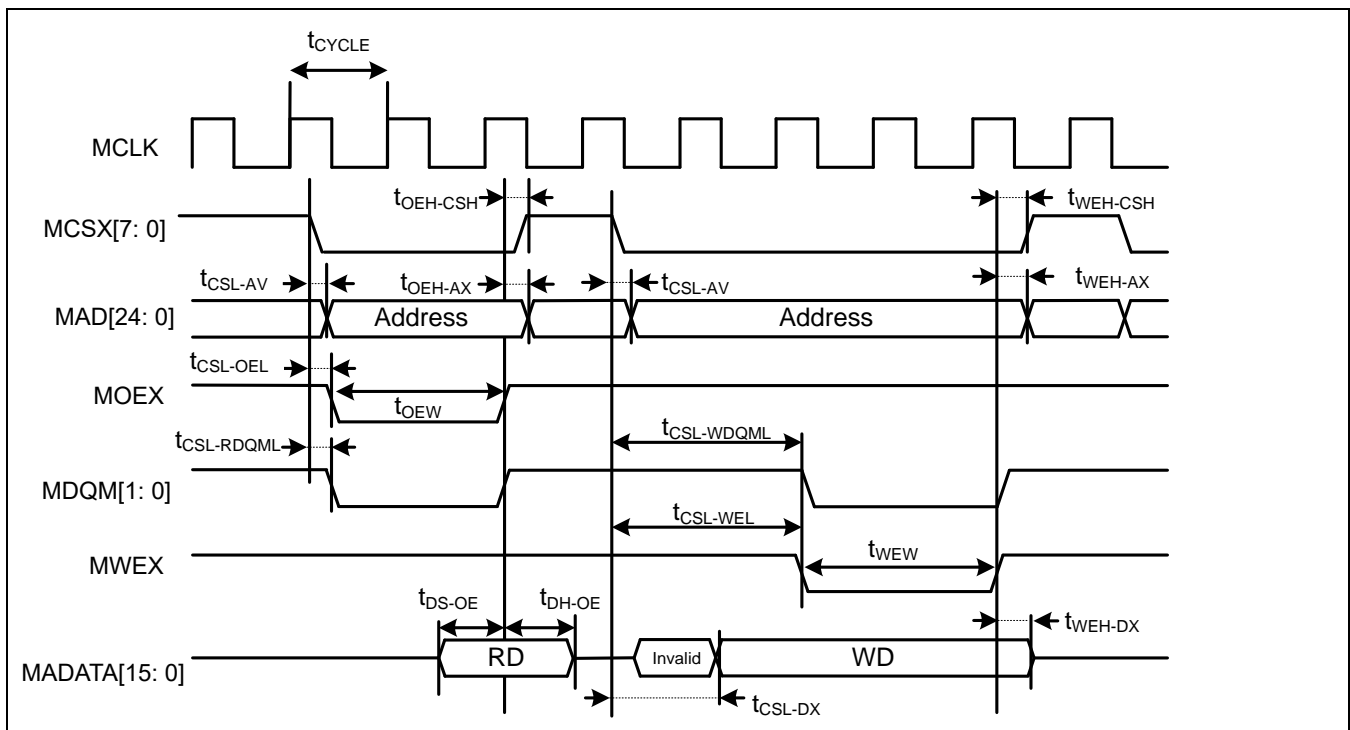 tCYCLE
MCLK
tOEH-CSH
tWEH-CSH
MCSX[7: 0]
tCSL-AV
tOEH-AX
tCSL-AV
tWEH-AX
MAD[24: 0]
Address
Address
tCSL-OEL
MOEX
tOEW
tCSL-RDQML
tCSL-WDQML
MDQM[1: 0]
tCSL-WEL
MWEX
tWEW
tDS-OE
tDH-OE
tWEH-DX
MADATA[15: 0]
RD
Invalid
WD
tCSL-DX